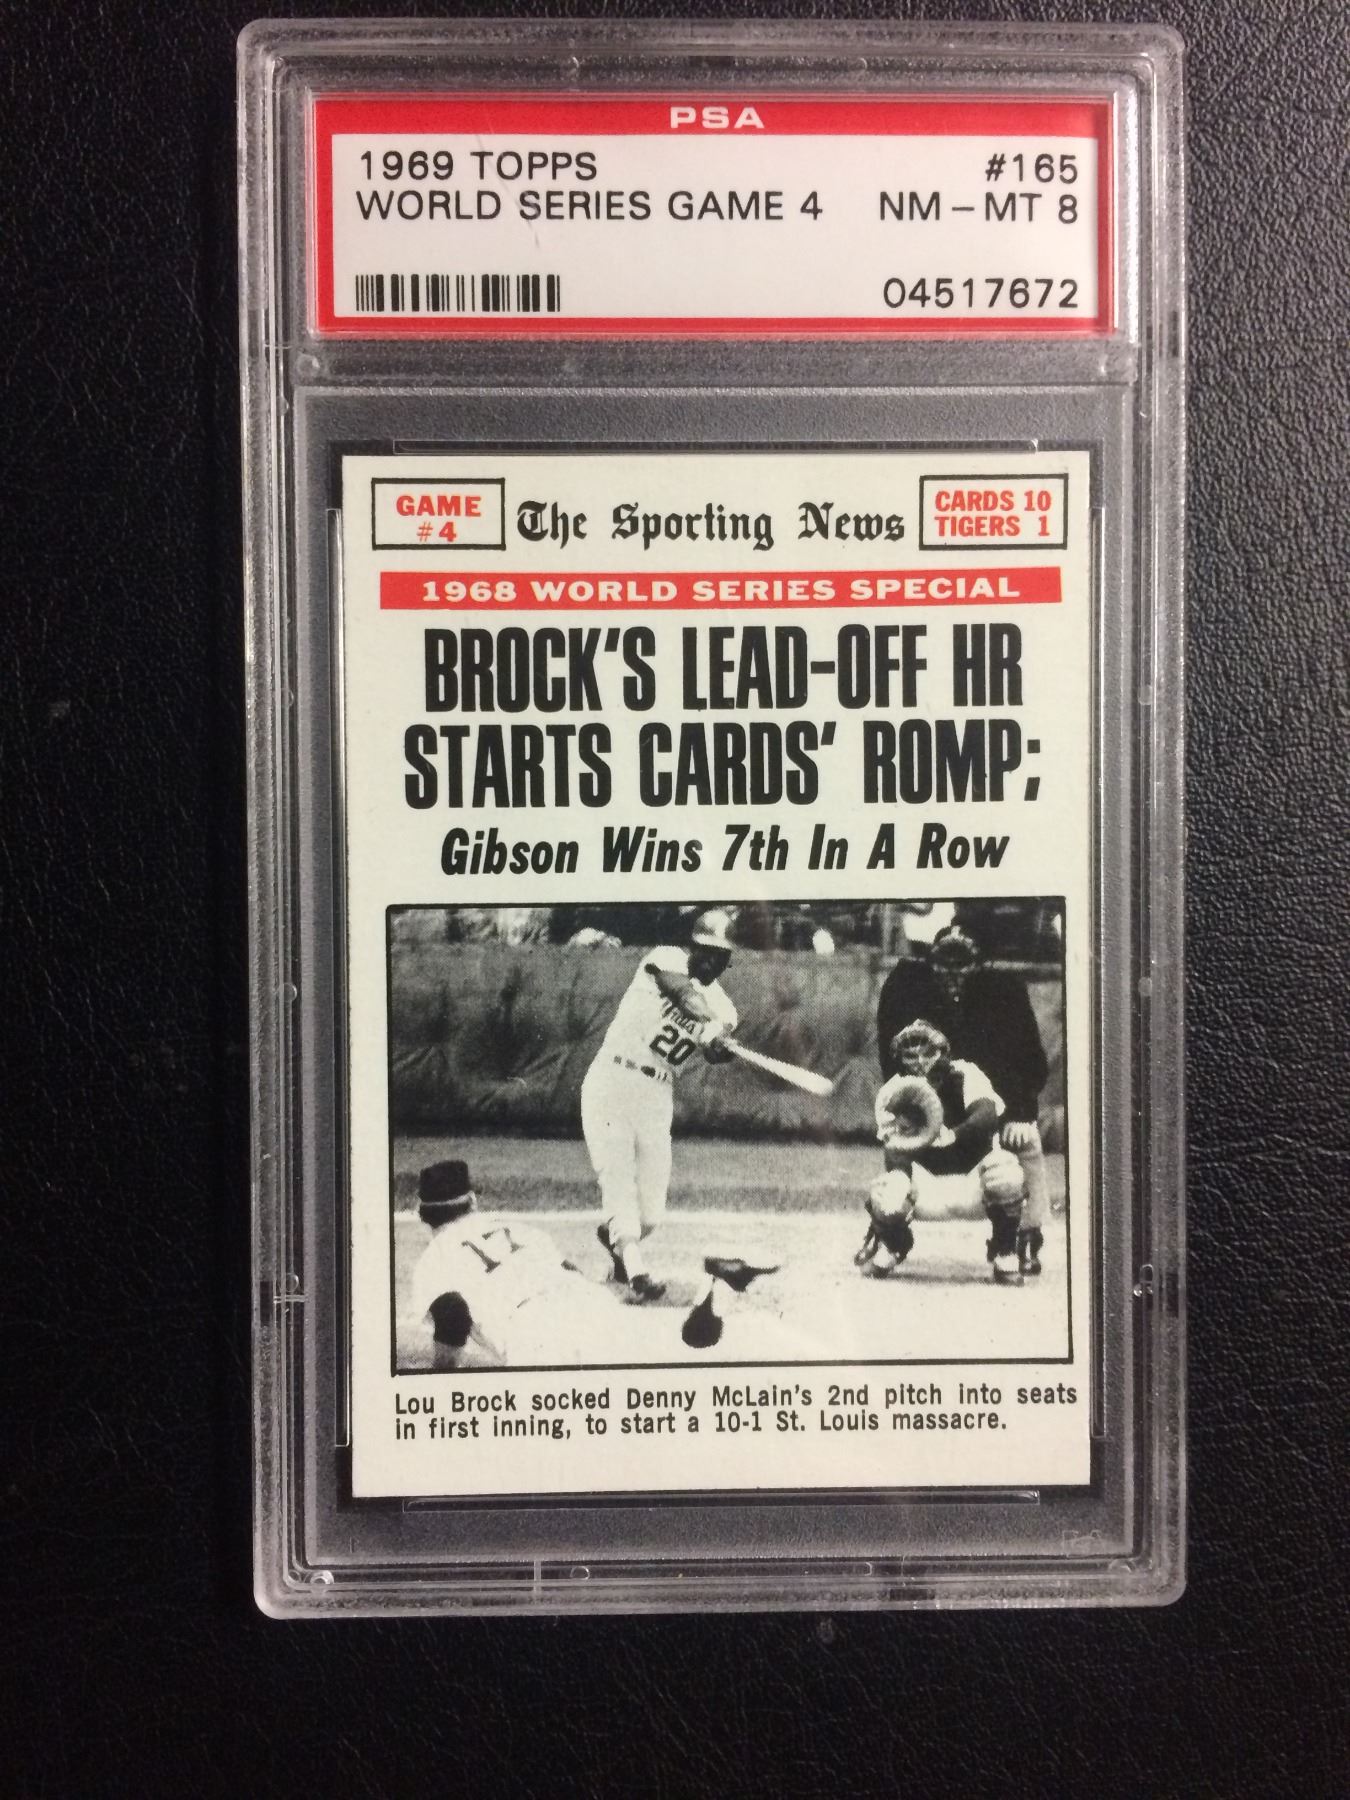 PSA
1969 TOPPS #165
WORLD SERIES GAME 4 NM - MT 8
04517672
GAME #4
The Sporting News
CARDS 10
TIGERS 1
1968 WORLD SERIES SPECIAL
BROCK'S LEAD-OFF HR
STARTS CARDS' ROMP;
Gibson Wins 7th In A Row
20
17
Lou Brock socked Denny McLain's 2nd pitch into seats
in first inning, to start a 10-1 St. Louis massacre.